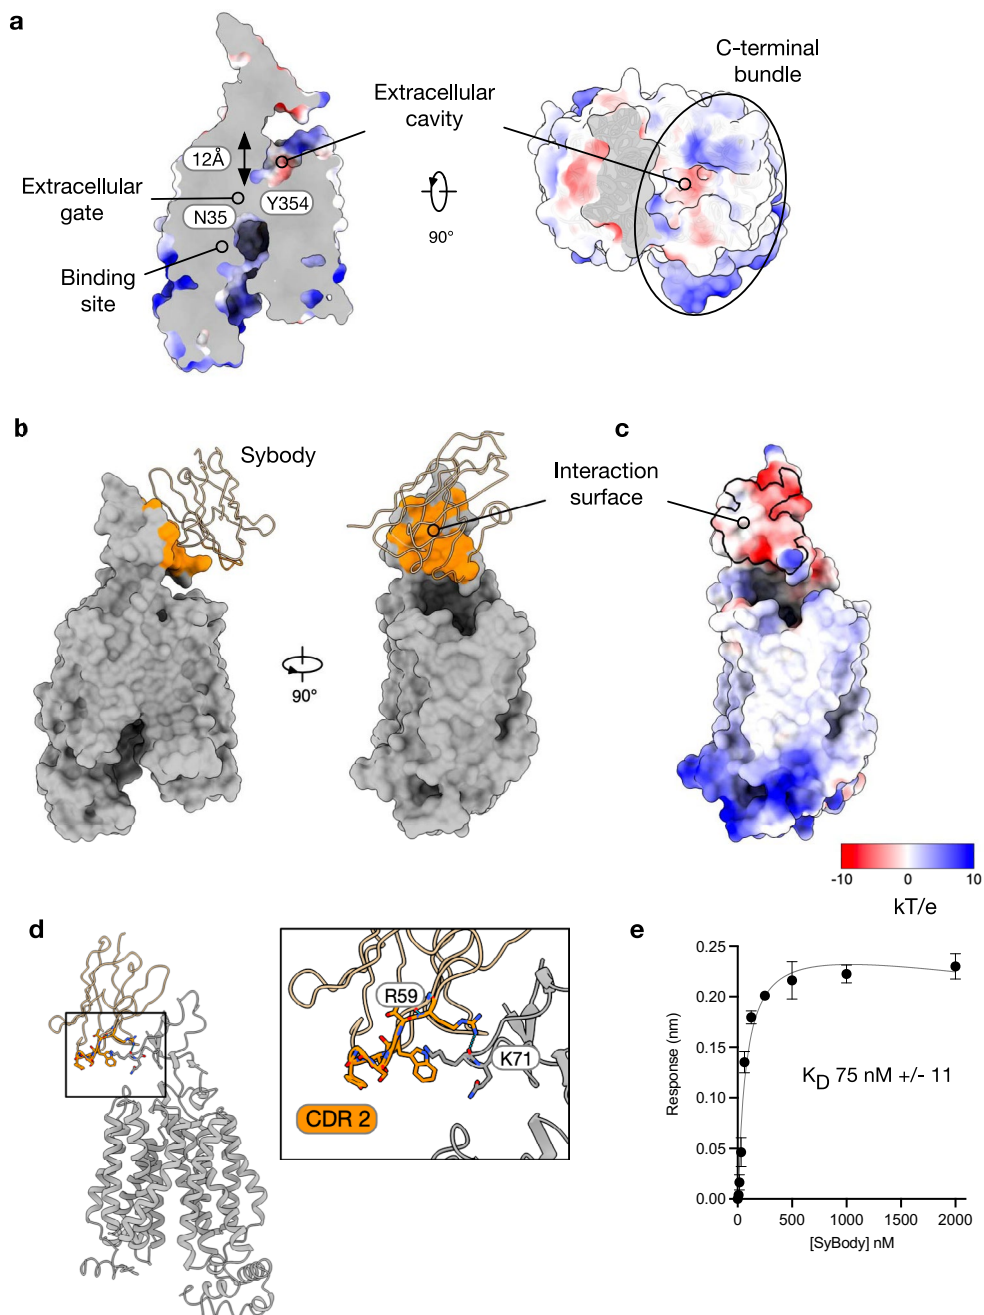 a
Extracellular
cavity
C-terminal
bundle
12Å
Extracellular
gate
N35
Y354
Binding
site
90°
b
Sybody
90°
Interaction
surface
c
-10
10
kT/e
d
R59
K71
CDR 2
e
Response (nm)
0.25
0.20
0.15
0.10
0.05
0.00
K_D 75 nM +/- 11
0
500
1000
1500
2000
[SyBody] nM